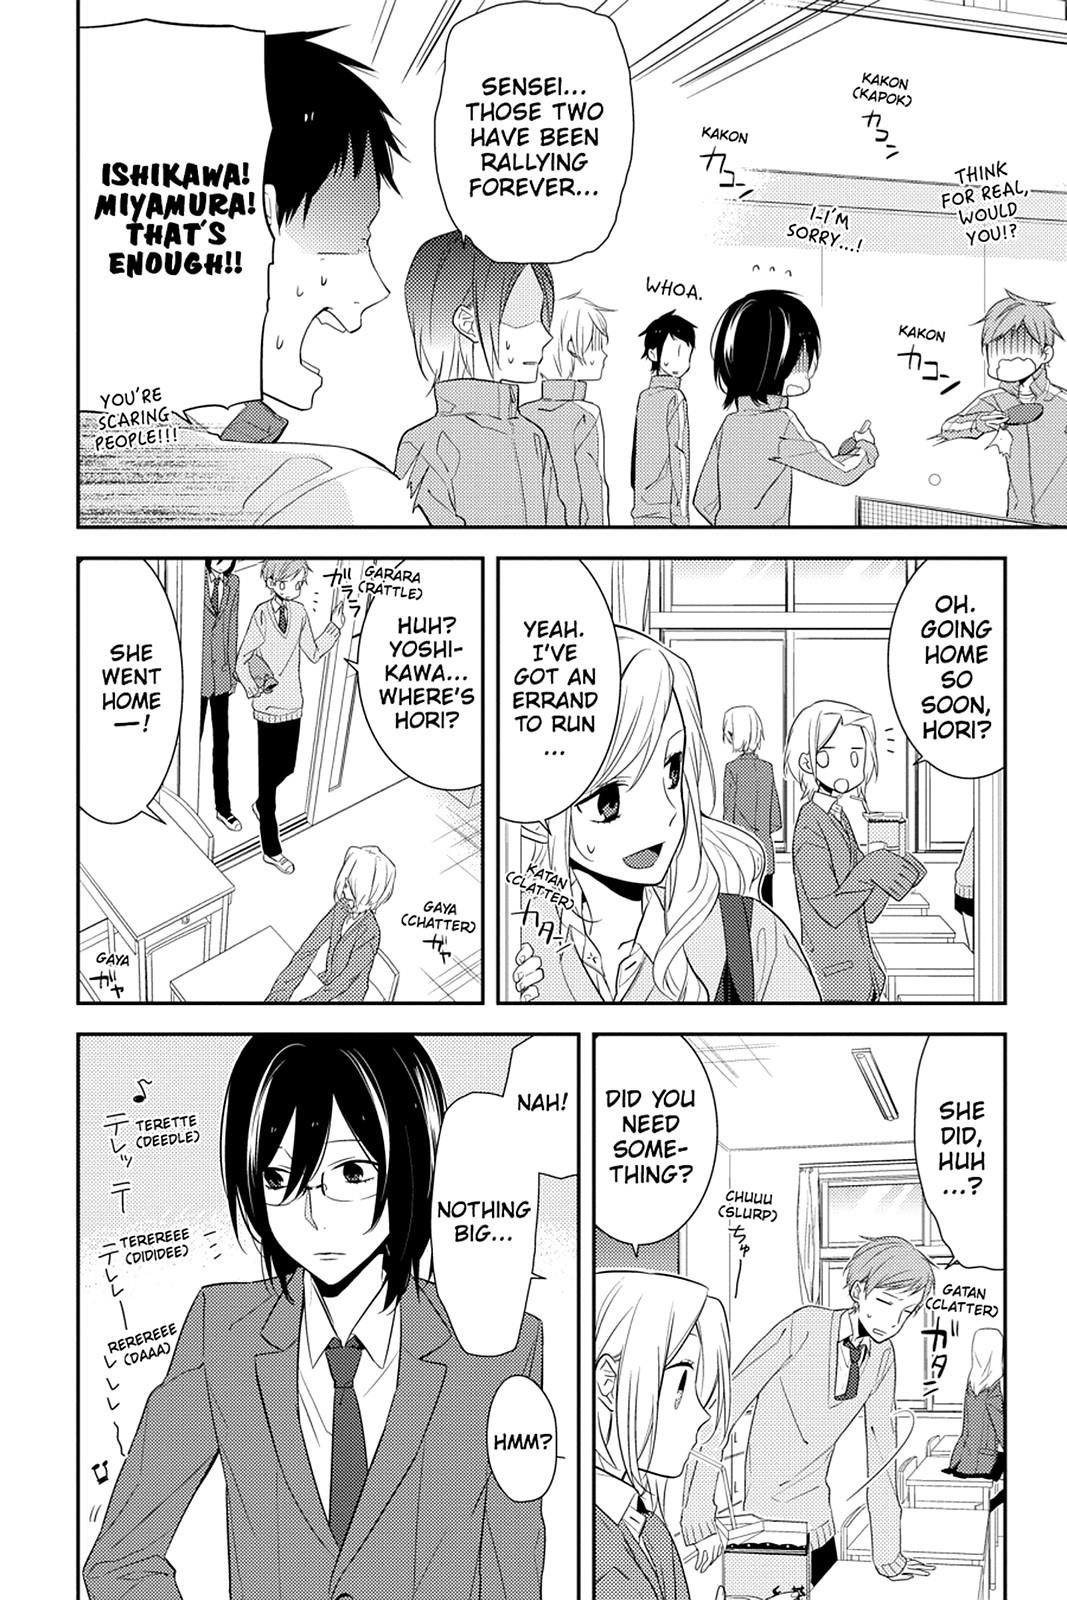 KAKON
(KAPOK)
カコン
KAKON
カコーン
THINK
FOR REAL,
WOULD
YOU!?
I-I'M
SORRY...!
SENSEI...
THOSE TWO
HAVE BEEN
RALLYING
FOREVER...
WHOA.
KAKON
カコーン
ISHIKAWA!
MIYAMURA!
THAT'S
ENOUGH!!
YOU'RE
SCARING
PEOPLE!!!
OH.
GOING
HOME
SO
SOON,
HORI?
YEAH.
I'VE
GOT AN
ERRAND
TO RUN
...
KATAN
(CLATTER)
カタン
GARARA
(RATTLE)
ガララ
HUH?
YOSHI-
KAWA...
WHERE'S
HORI?
SHE
WENT
HOME
—!
GAYA
(CHATTER)
ガヤ
GAYA
ガヤ
SHE
DID,
HUH
...?
DID YOU
NEED
SOME-
THING?
CHUUU
(SLURP)
ちゅー
GATAN
(CLATTER)
ガタン
NAH!
NOTHING
BIG...
HMM?
♪
TERETTE
(DEEDLE)
テレッテ
TEREREEE
(DIDIDEE)
テレレー
REREREEE
(DAAA)
レレレレー
♫